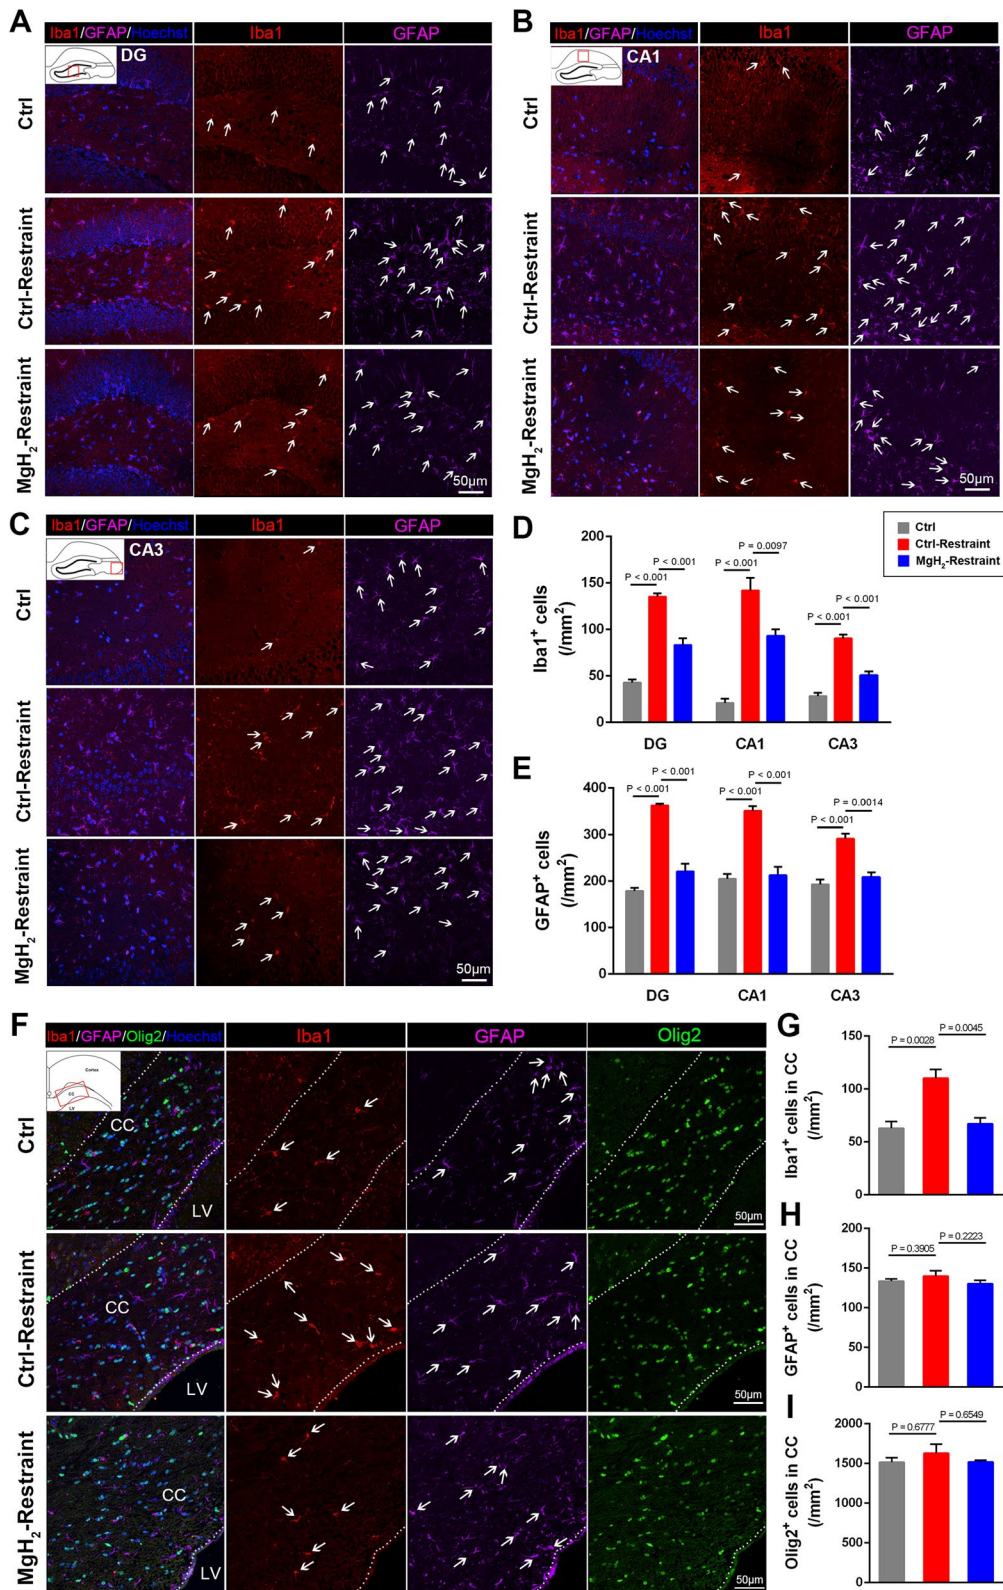 A
Iba1/GFAP/Hoechst
Iba1
GFAP
DG
Ctrl
Ctrl-Restraint
MgH₂-Restraint
50μm
B
Iba1/GFAP/Hoechst
Iba1
GFAP
CA1
Ctrl
Ctrl-Restraint
MgH₂-Restraint
50μm
C
Iba1/GFAP/Hoechst
Iba1
GFAP
CA3
Ctrl
Ctrl-Restraint
MgH₂-Restraint
50μm
D
Ctrl
Ctrl-Restraint
MgH₂-Restraint
Iba1⁺ cells
(/mm²)
200
150
100
50
0
P < 0.001
P < 0.001
P < 0.001
P = 0.0097
P < 0.001
P < 0.001
DG
CA1
CA3
E
GFAP⁺ cells
(/mm²)
400
300
200
100
0
P < 0.001
P < 0.001
P < 0.001
P < 0.001
P < 0.001
P = 0.0014
DG
CA1
CA3
F
Iba1/GFAP/Olig2/Hoechst
Iba1
GFAP
Olig2
Cortex
CC
LV
Ctrl
CC
LV
50μm
Ctrl-Restraint
CC
LV
50μm
MgH₂-Restraint
CC
LV
50μm
G
Iba1⁺ cells in CC
(/mm²)
150
100
50
0
P = 0.0028
P = 0.0045
H
GFAP⁺ cells in CC
(/mm²)
200
150
100
50
0
P = 0.3905
P = 0.2223
I
Olig2⁺ cells in CC
(/mm²)
2000
1500
1000
500
0
P = 0.6777
P = 0.6549